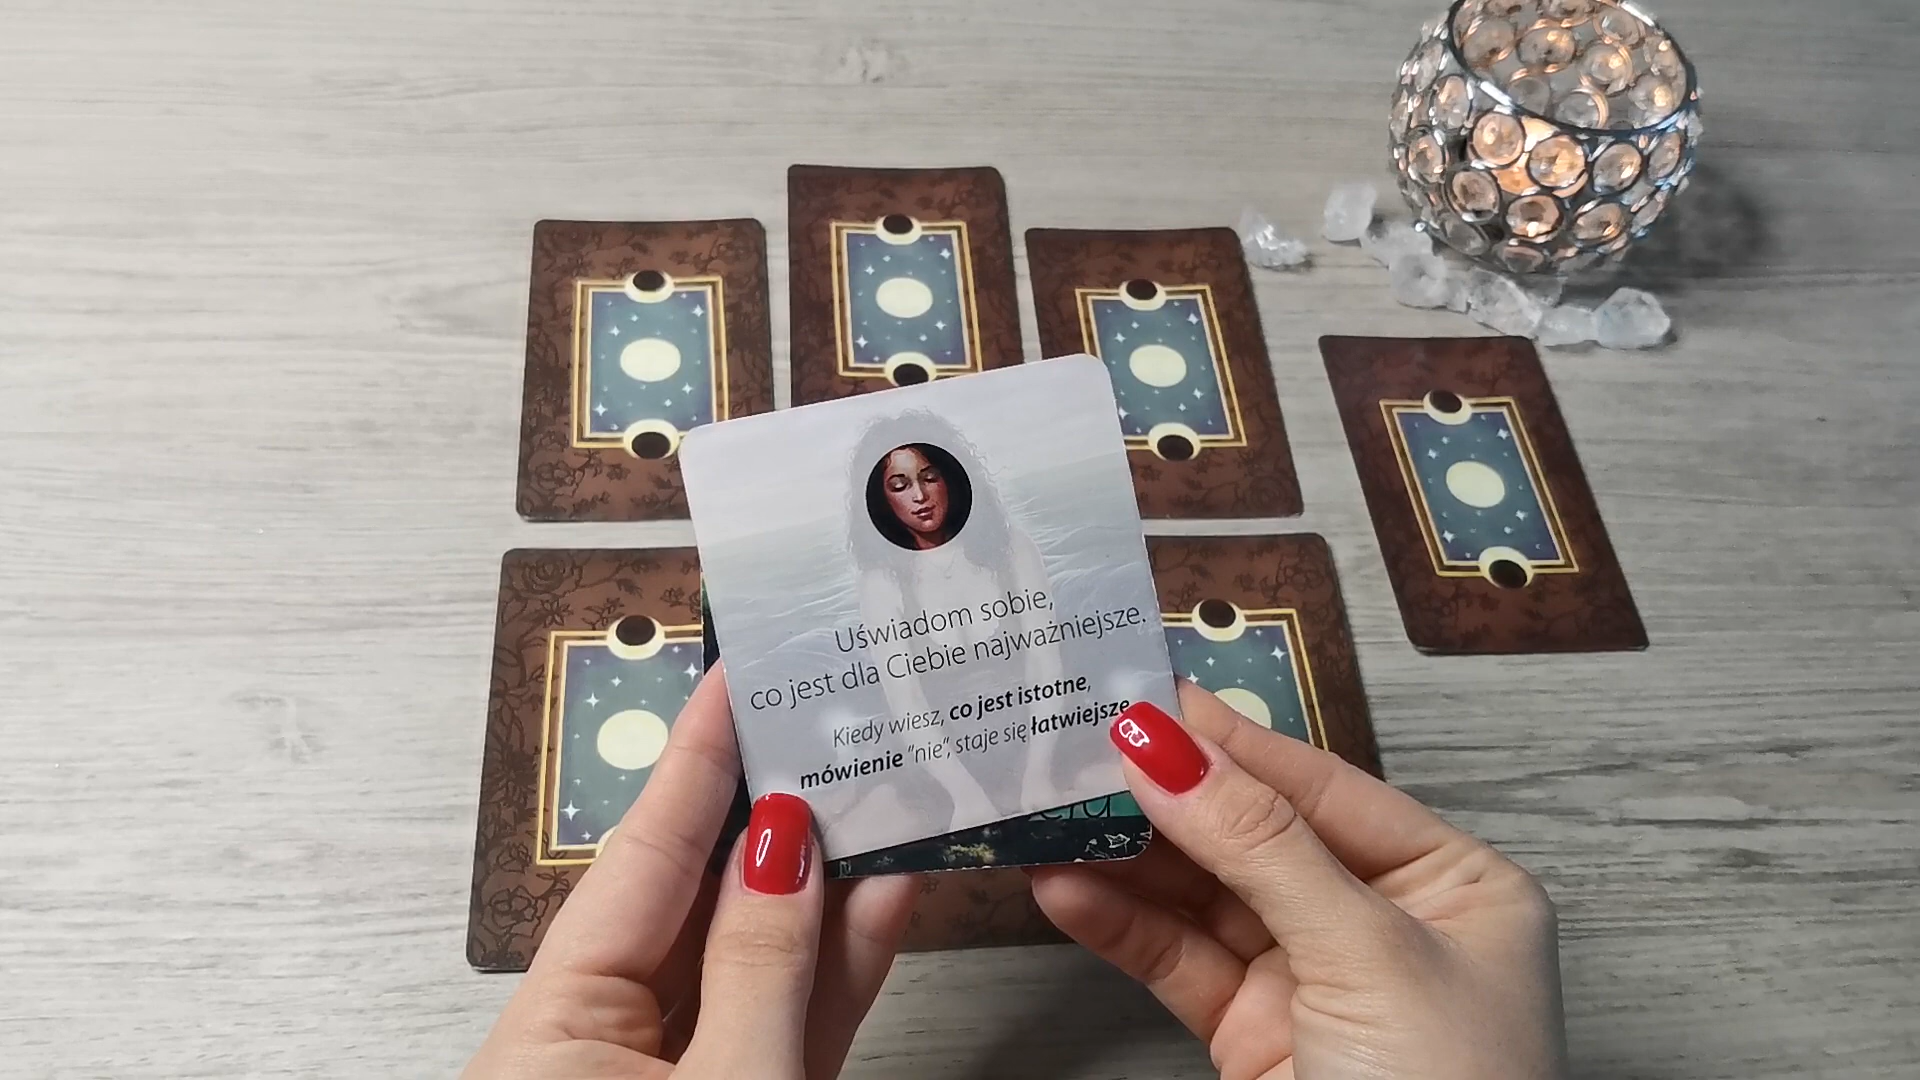 Uświadom sobie,
co jest dla Ciebie najważniejsze.
Kiedy wiesz, co jest istotne,
mówienie "nie", staje się łatwiejsze